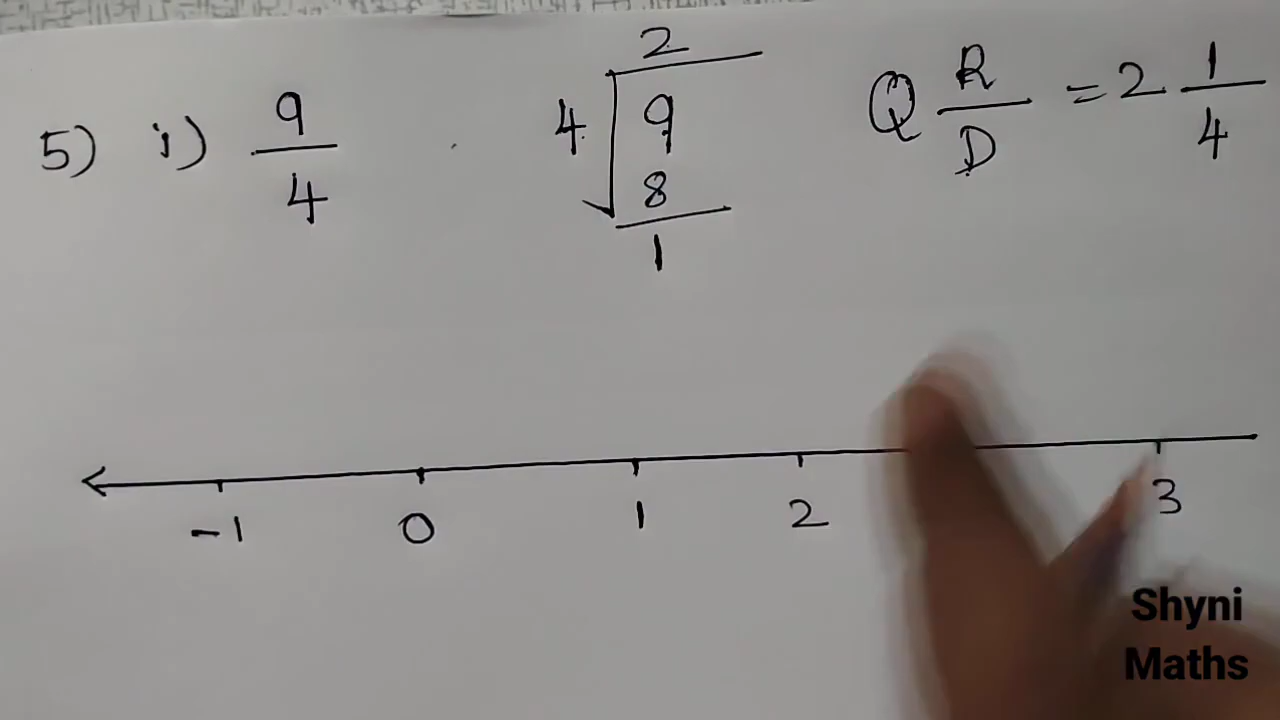 5) i) 9/4
2
4 9
8
1
Q R/D = 2 1/4
-1 0 1 2 3
Shyni
Maths